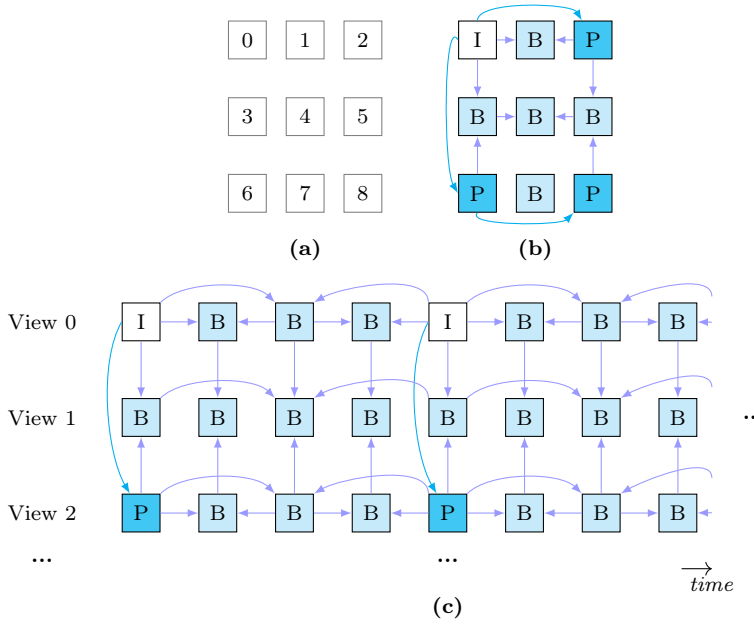 0 1 2
3 4 5
6 7 8
(a)
I B P
B B B
P B P
(b)
View 0 I B B B I B B B
View 1 B B B B B B B B ...
View 2 P B B B P B B B
... ...
time
(c)